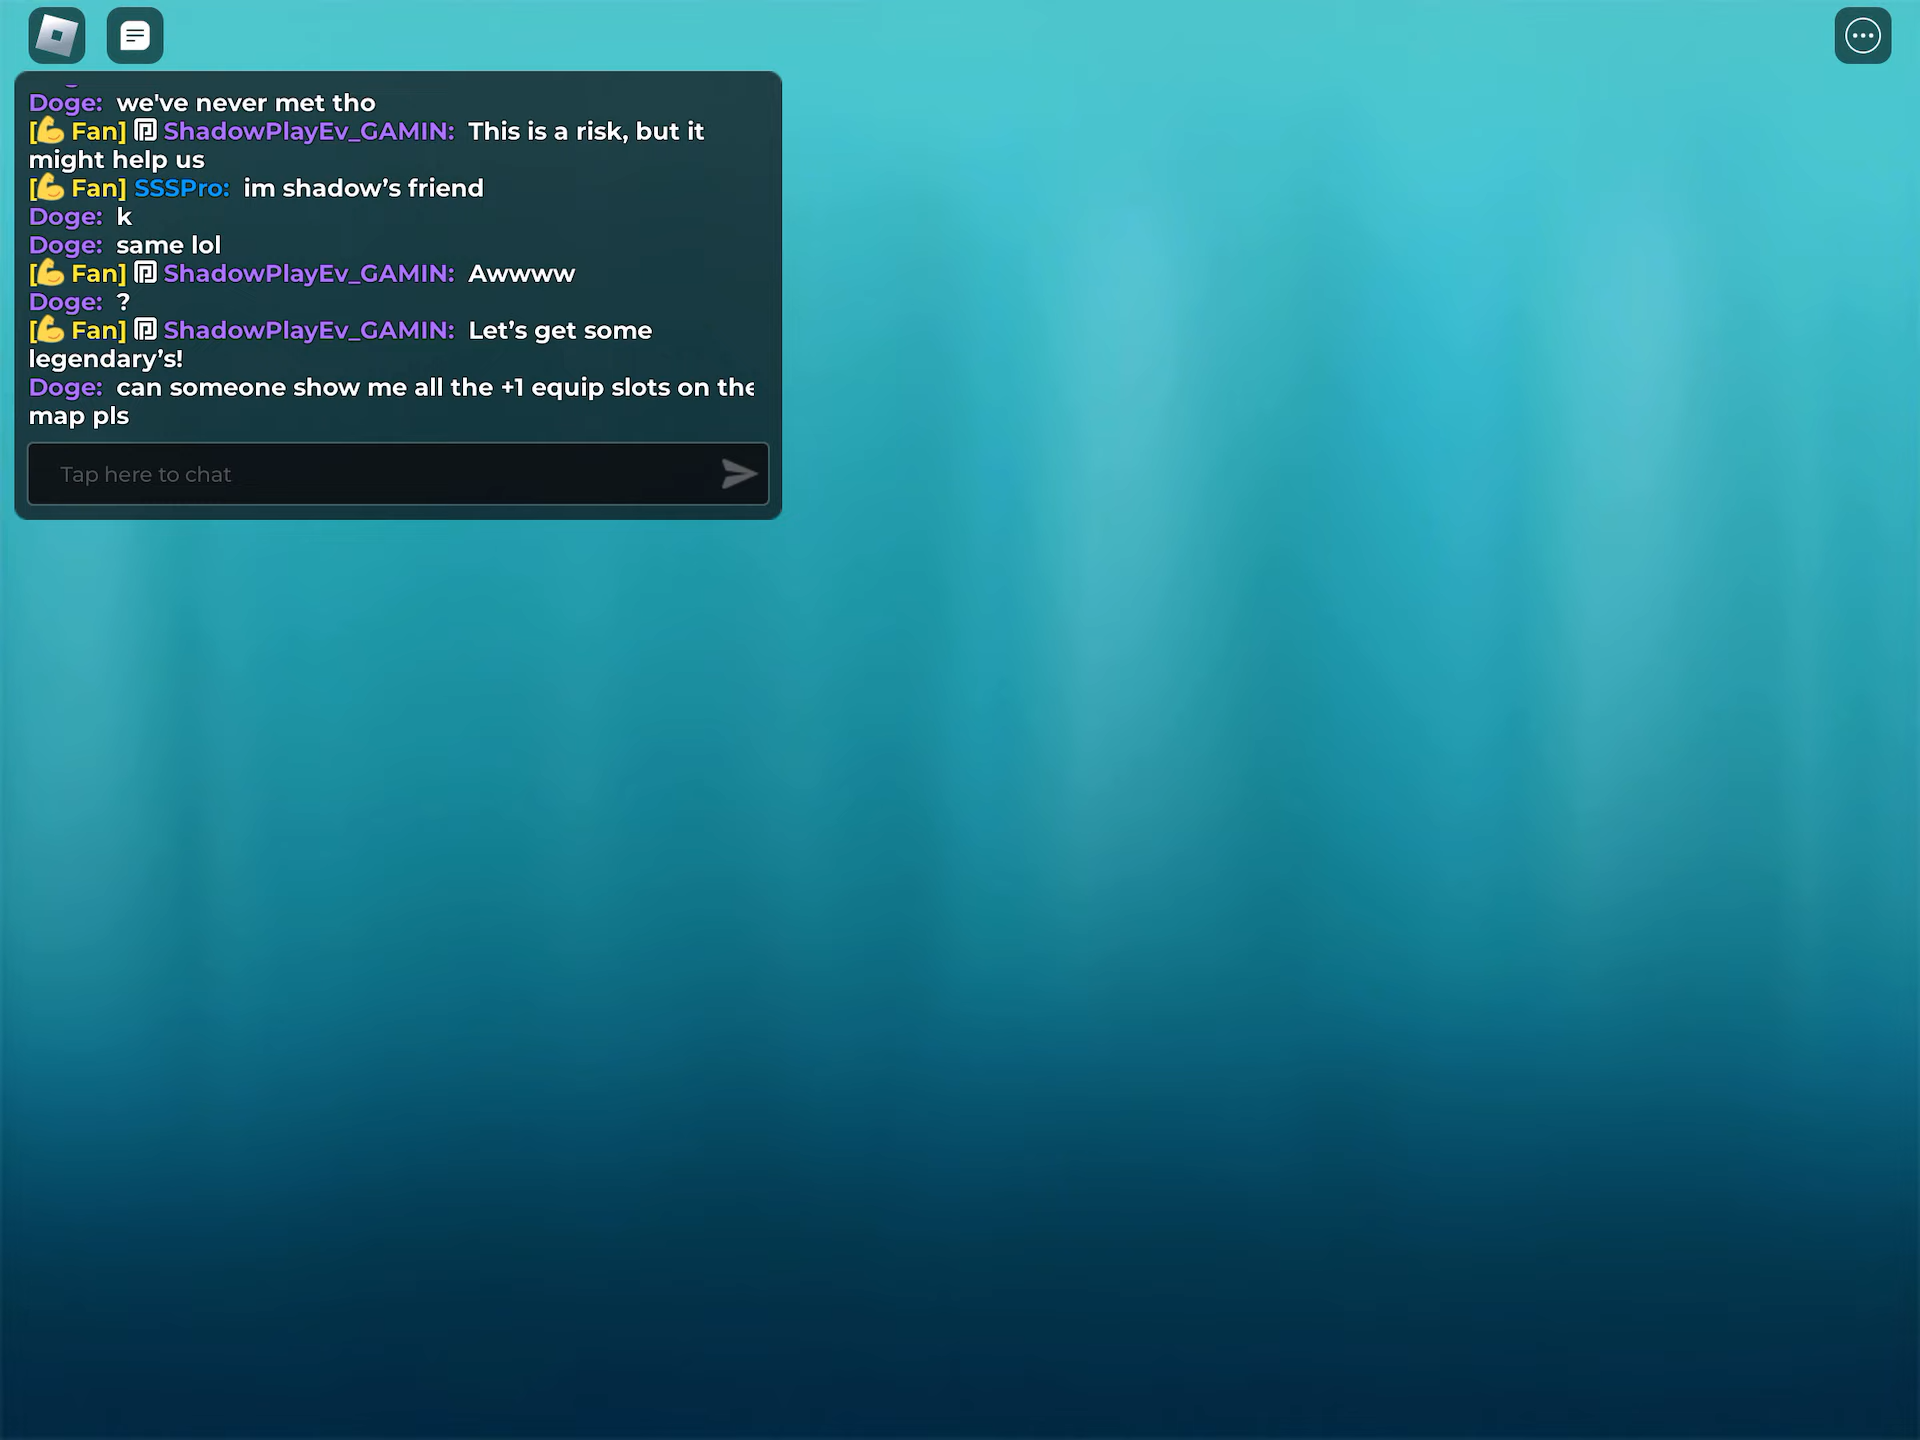 Doge: we've never met tho
[💪 Fan] ShadowPlayEv_GAMIN: This is a risk, but it
might help us
[💪 Fan] SSSPro: im shadow’s friend
Doge: k
Doge: same lol
[💪 Fan] ShadowPlayEv_GAMIN: Awwww
Doge: ?
[💪 Fan] ShadowPlayEv_GAMIN: Let’s get some
legendary’s!
Doge: can someone show me all the +1 equip slots on the
map pls
Tap here to chat